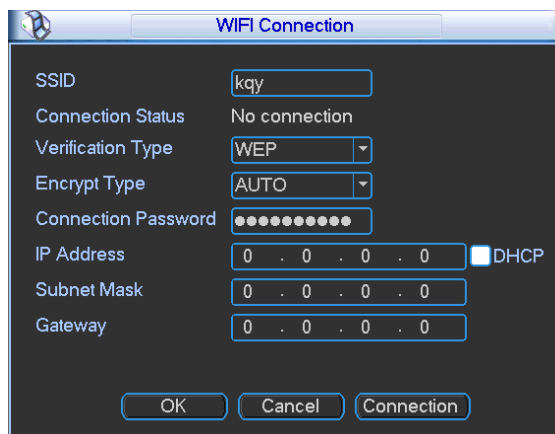 WIFI Connection
SSID kqy
Connection Status No connection
Verification Type WEP
Encrypt Type AUTO
Connection Password ●●●●●●●●●●
IP Address 0 . 0 . 0 . 0 DHCP
Subnet Mask 0 . 0 . 0 . 0
Gateway 0 . 0 . 0 . 0
OK Cancel Connection